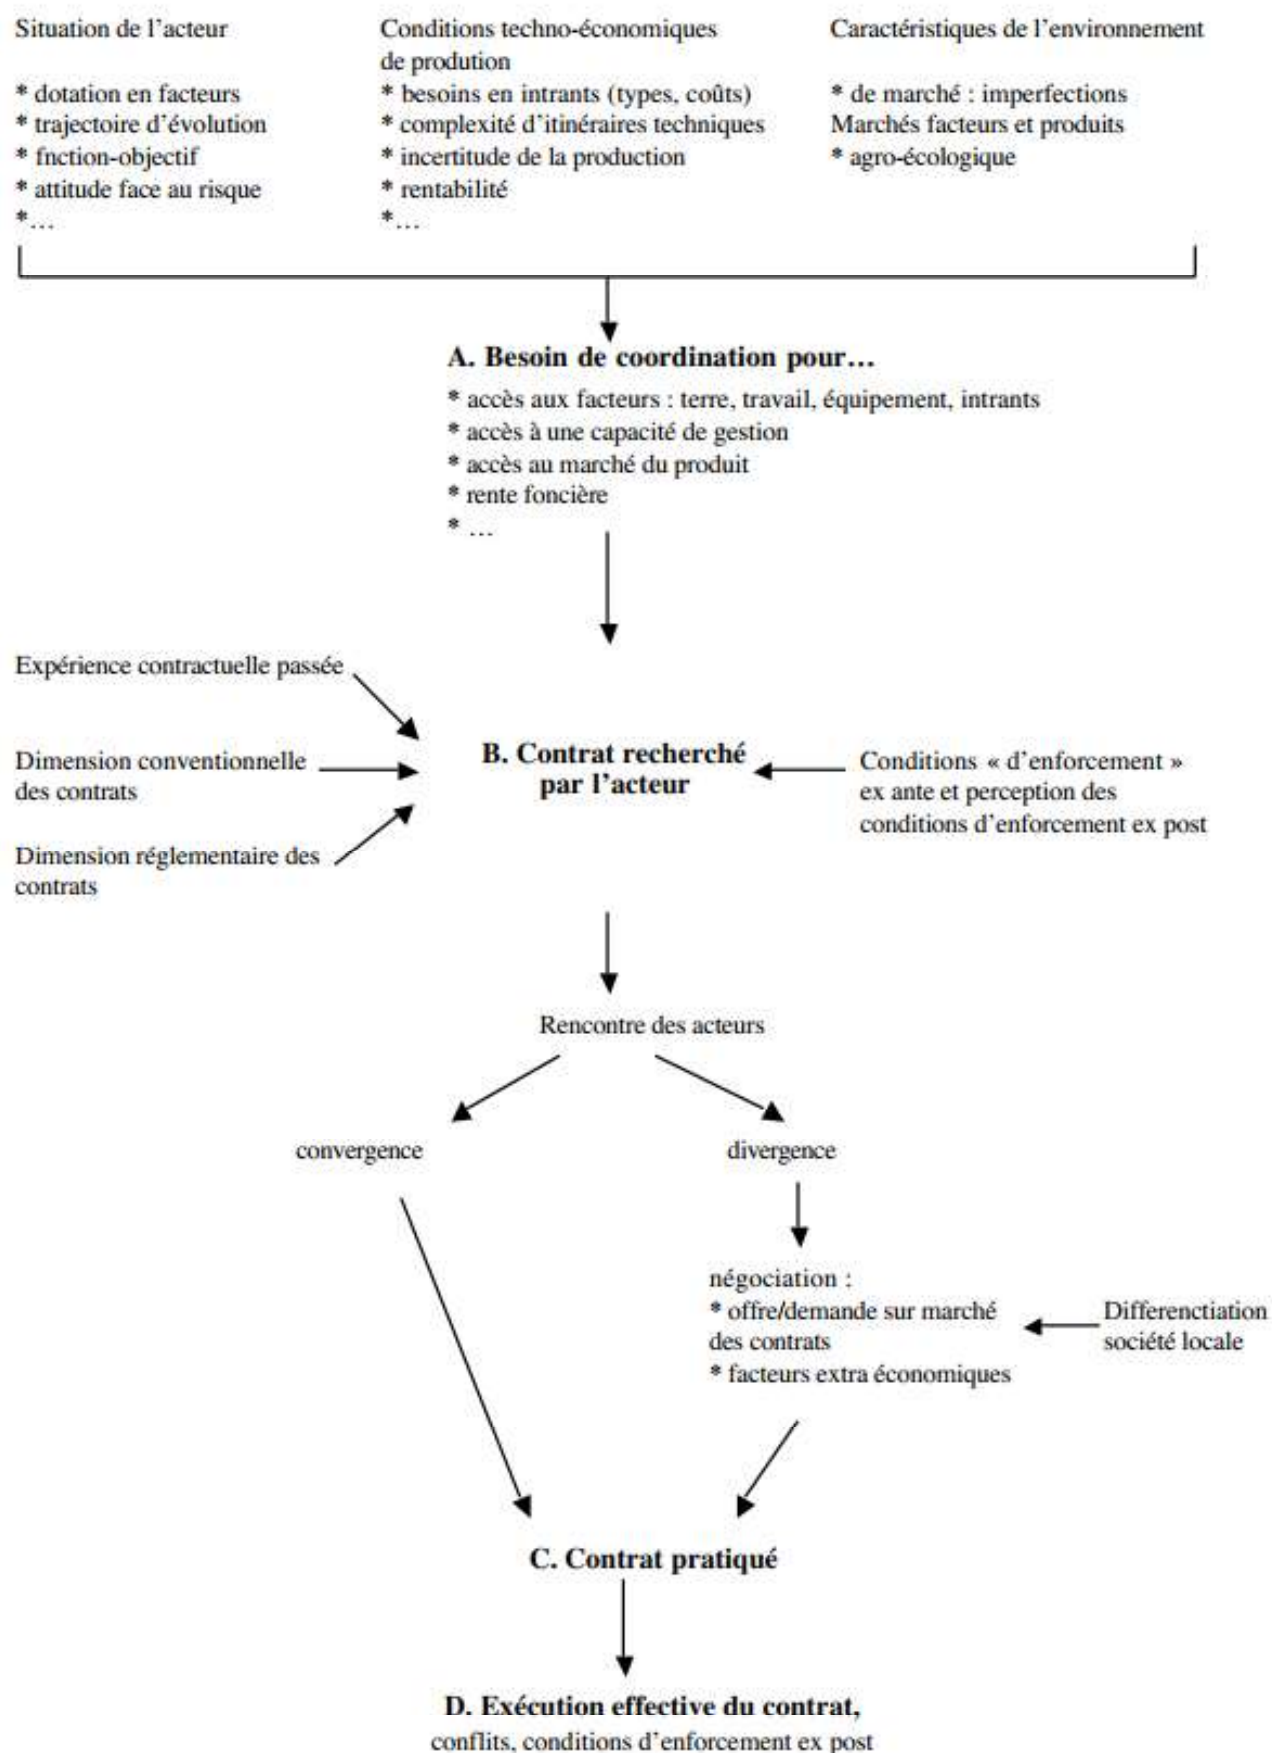 Situation de l'acteur
* dotation en facteurs
* trajectoire d'évolution
* fnction-objectif
* attitude face au risque
*…
Conditions techno-économiques
de prodution
* besoins en intrants (types, coûts)
* complexité d'itinéraires techniques
* incertitude de la production
* rentabilité
*…
Caractéristiques de l'environnement
* de marché : imperfections
Marchés facteurs et produits
* agro-écologique
A. Besoin de coordination pour…
* accès aux facteurs : terre, travail, équipement, intrants
* accès à une capacité de gestion
* accès au marché du produit
* rente foncière
* …
Expérience contractuelle passée
Dimension conventionnelle
des contrats
Dimension réglementaire des
contrats
B. Contrat recherché
par l'acteur
Conditions « d'enforcement »
ex ante et perception des
conditions d'enforcement ex post
Rencontre des acteurs
convergence
divergence
négociation :
* offre/demande sur marché
des contrats
* facteurs extra économiques
Differenctiation
société locale
C. Contrat pratiqué
D. Exécution effective du contrat,
conflits, conditions d'enforcement ex post